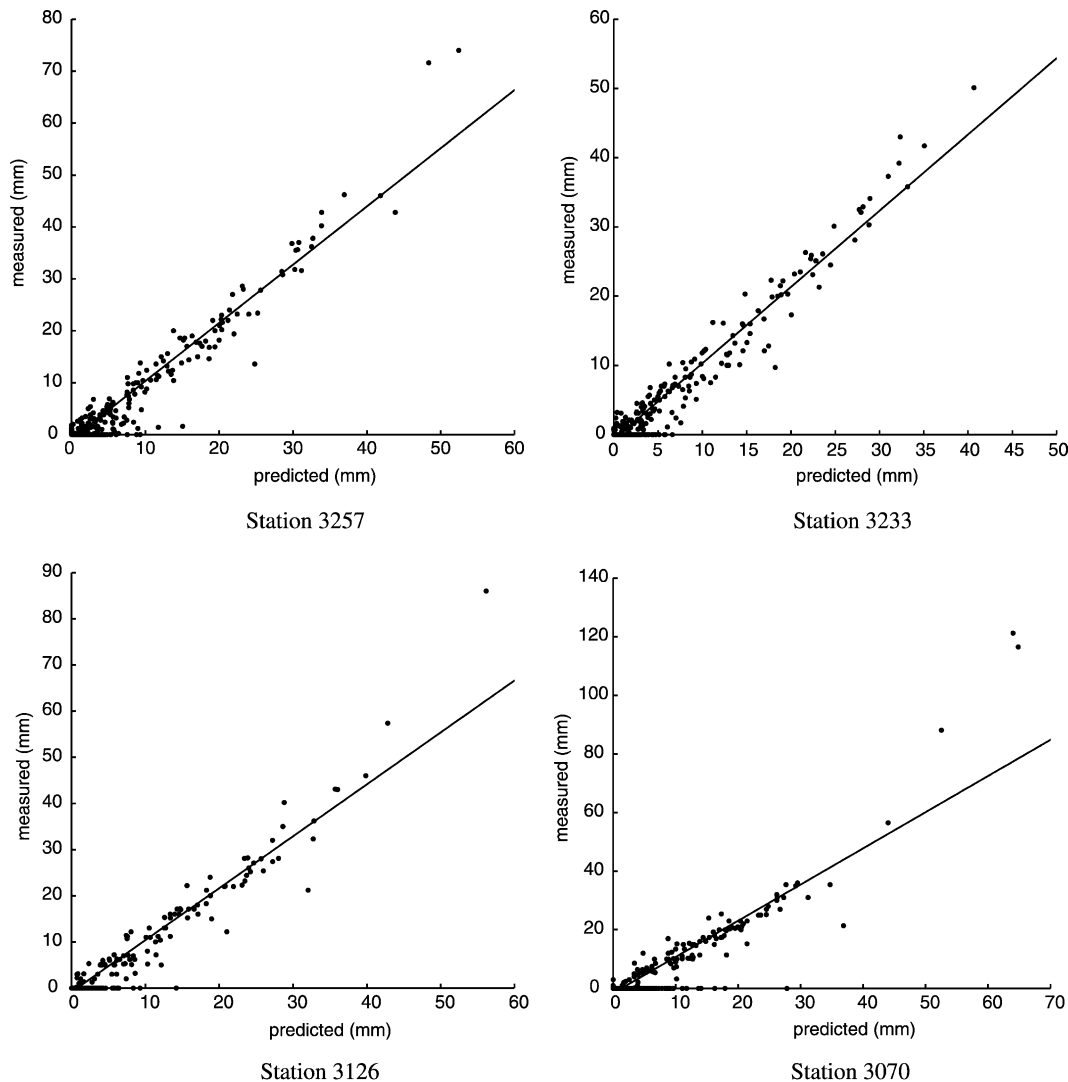 80
70
60
50
40
30
20
10
0
measured (mm)
0 10 20 30 40 50 60
predicted (mm)
Station 3257
60
50
40
30
20
10
0
measured (mm)
0 5 10 15 20 25 30 35 40 45 50
predicted (mm)
Station 3233
90
80
70
60
50
40
30
20
10
0
measured (mm)
0 10 20 30 40 50 60
predicted (mm)
Station 3126
140
120
100
80
60
40
20
0
measured (mm)
0 10 20 30 40 50 60 70
predicted (mm)
Station 3070